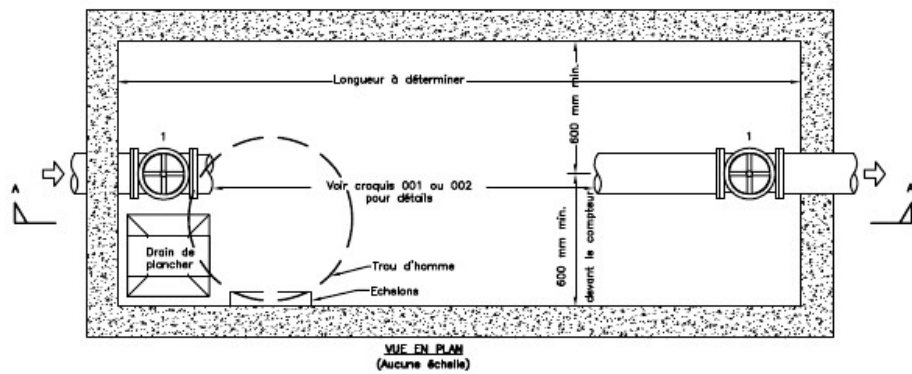 Longueur à déterminer
600 mm min.
1
1
A
A
Voir croquis 001 ou 002
pour détails
600 mm min.
devant le compteur
Drain de
plancher
Trou d'homme
Echelons
VUE EN PLAN
(Aucune échelle)